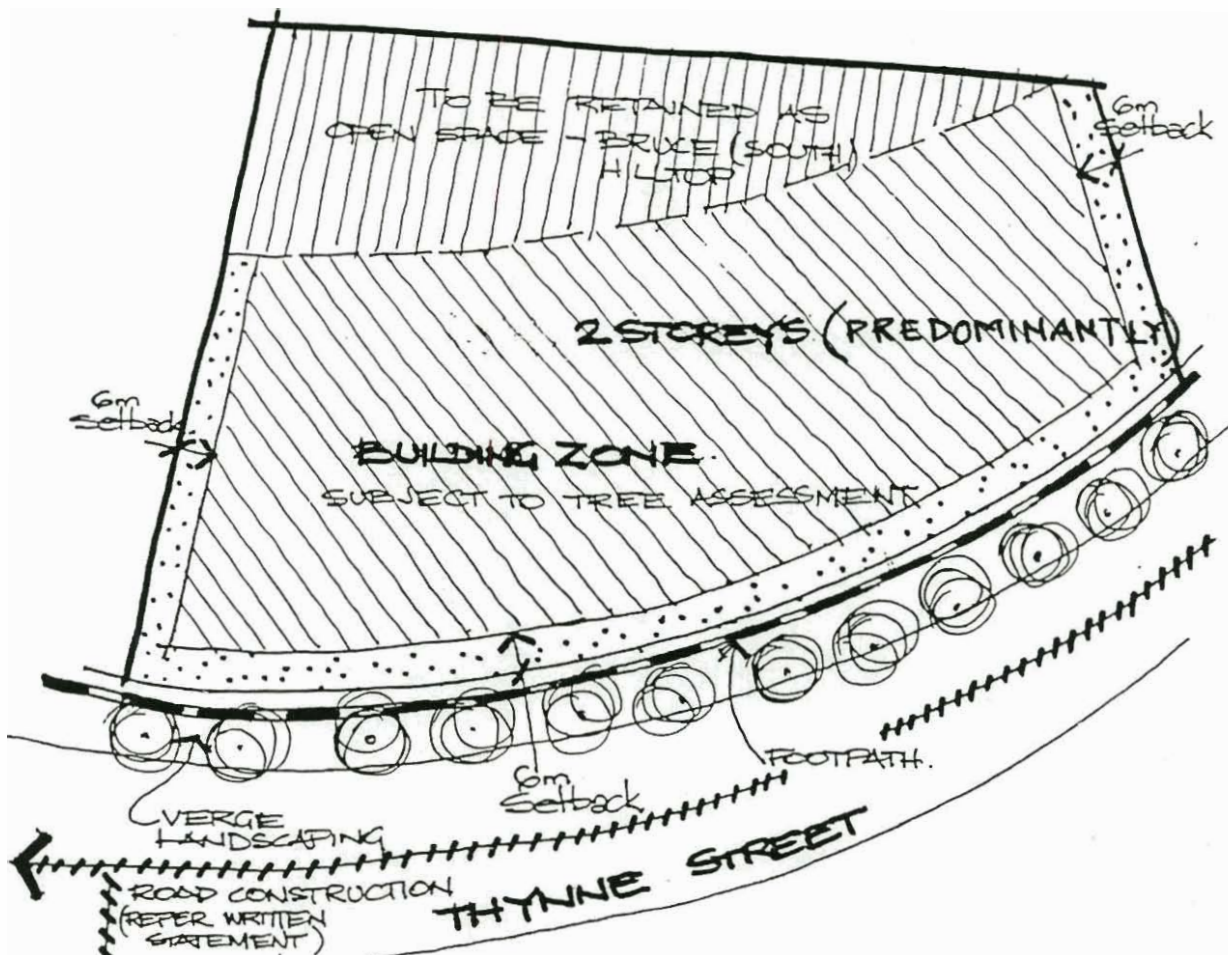 TO BE RETAINED AS
OPEN SPACE - BRUCE (SOUTH)
HILLTOP
6m
Setback
2 STOREYS (PREDOMINANTLY)
6m
Setback
BUILDING ZONE
SUBJECT TO TREE ASSESSMENT
FOOTPATH.
6m
Setback
VERGE
LANDSCAPING
THYNNE STREET
ROAD CONSTRUCTION
(REFER WRITTEN
STATEMENT)